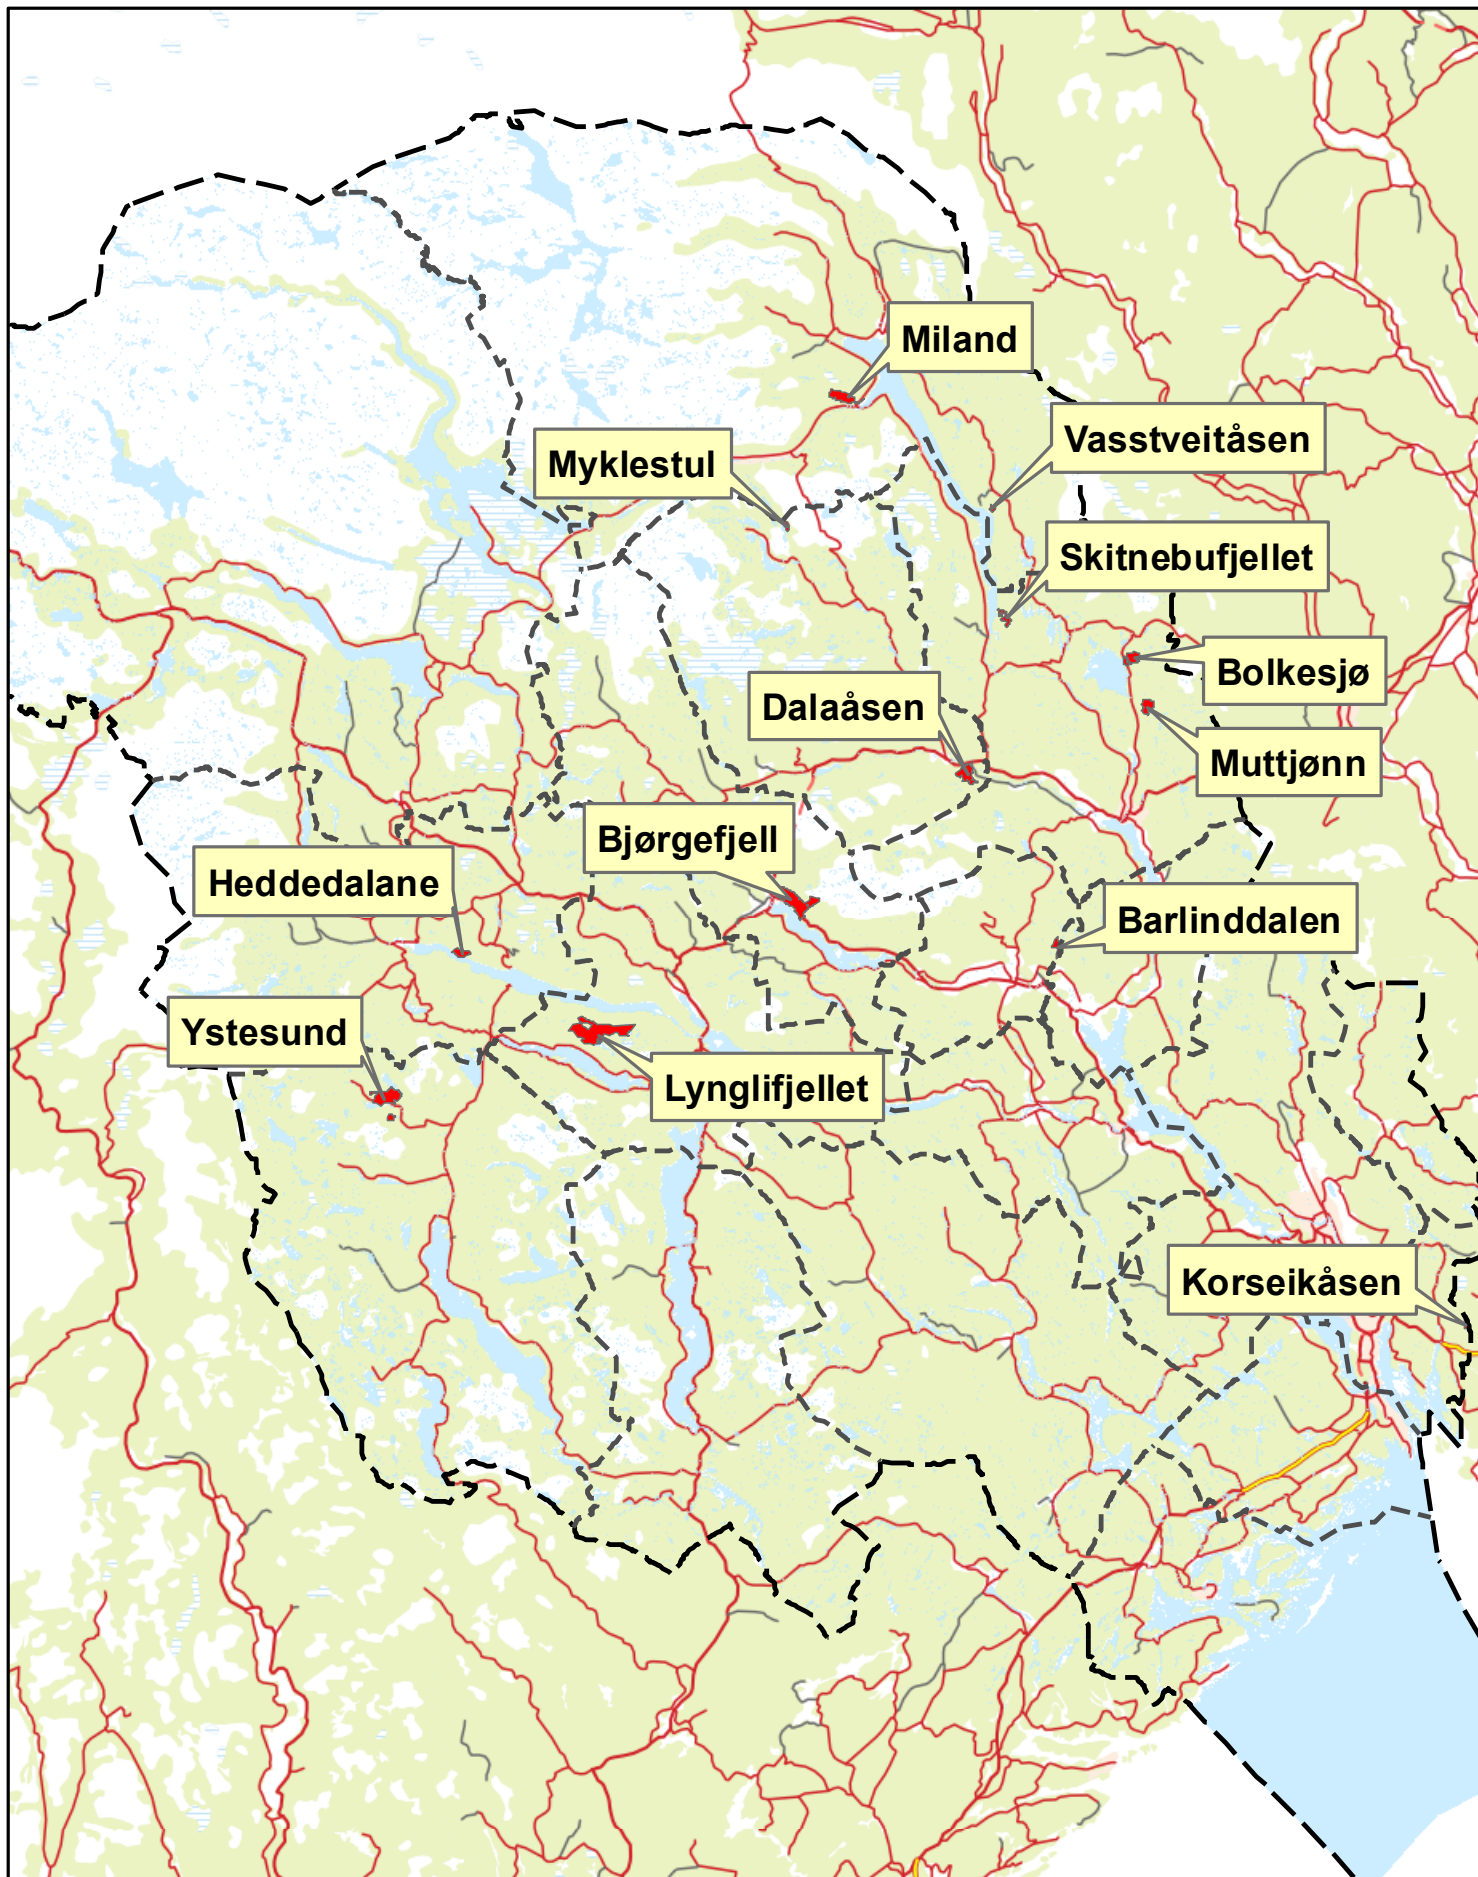 Miland
Vasstveitåsen
Myklestul
Skitnebufjellet
Bolkesjø
Dalaåsen
Muttjønn
Bjørgefjell
Heddedalane
Barlinddalen
Ystesund
Lynglifjellet
Korseikåsen